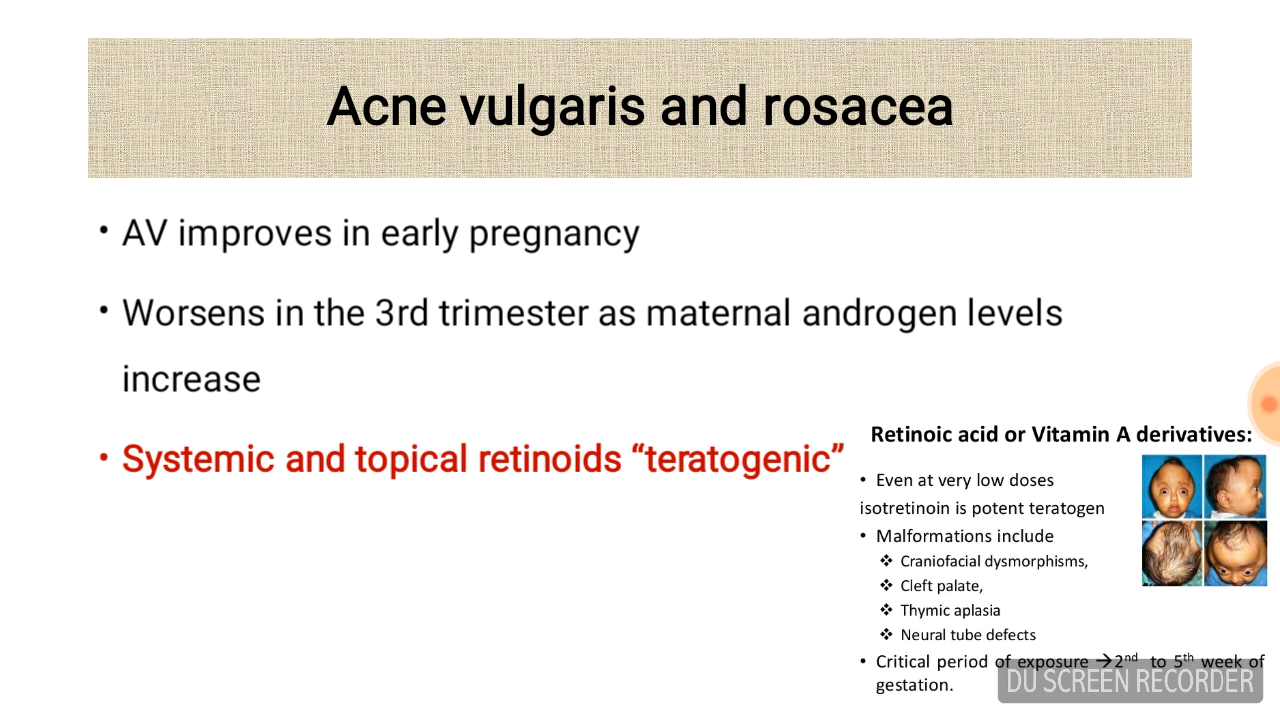 Acne vulgaris and rosacea
• AV improves in early pregnancy
• Worsens in the 3rd trimester as maternal androgen levels
increase
• Systemic and topical retinoids “teratogenic”
Retinoic acid or Vitamin A derivatives:
• Even at very low doses
isotretinoin is potent teratogen
• Malformations include
❖ Craniofacial dysmorphisms,
❖ Cleft palate,
❖ Thymic aplasia
❖ Neural tube defects
• Critical period of exposure →2nd to 5th week of
gestation.
DU SCREEN RECORDER